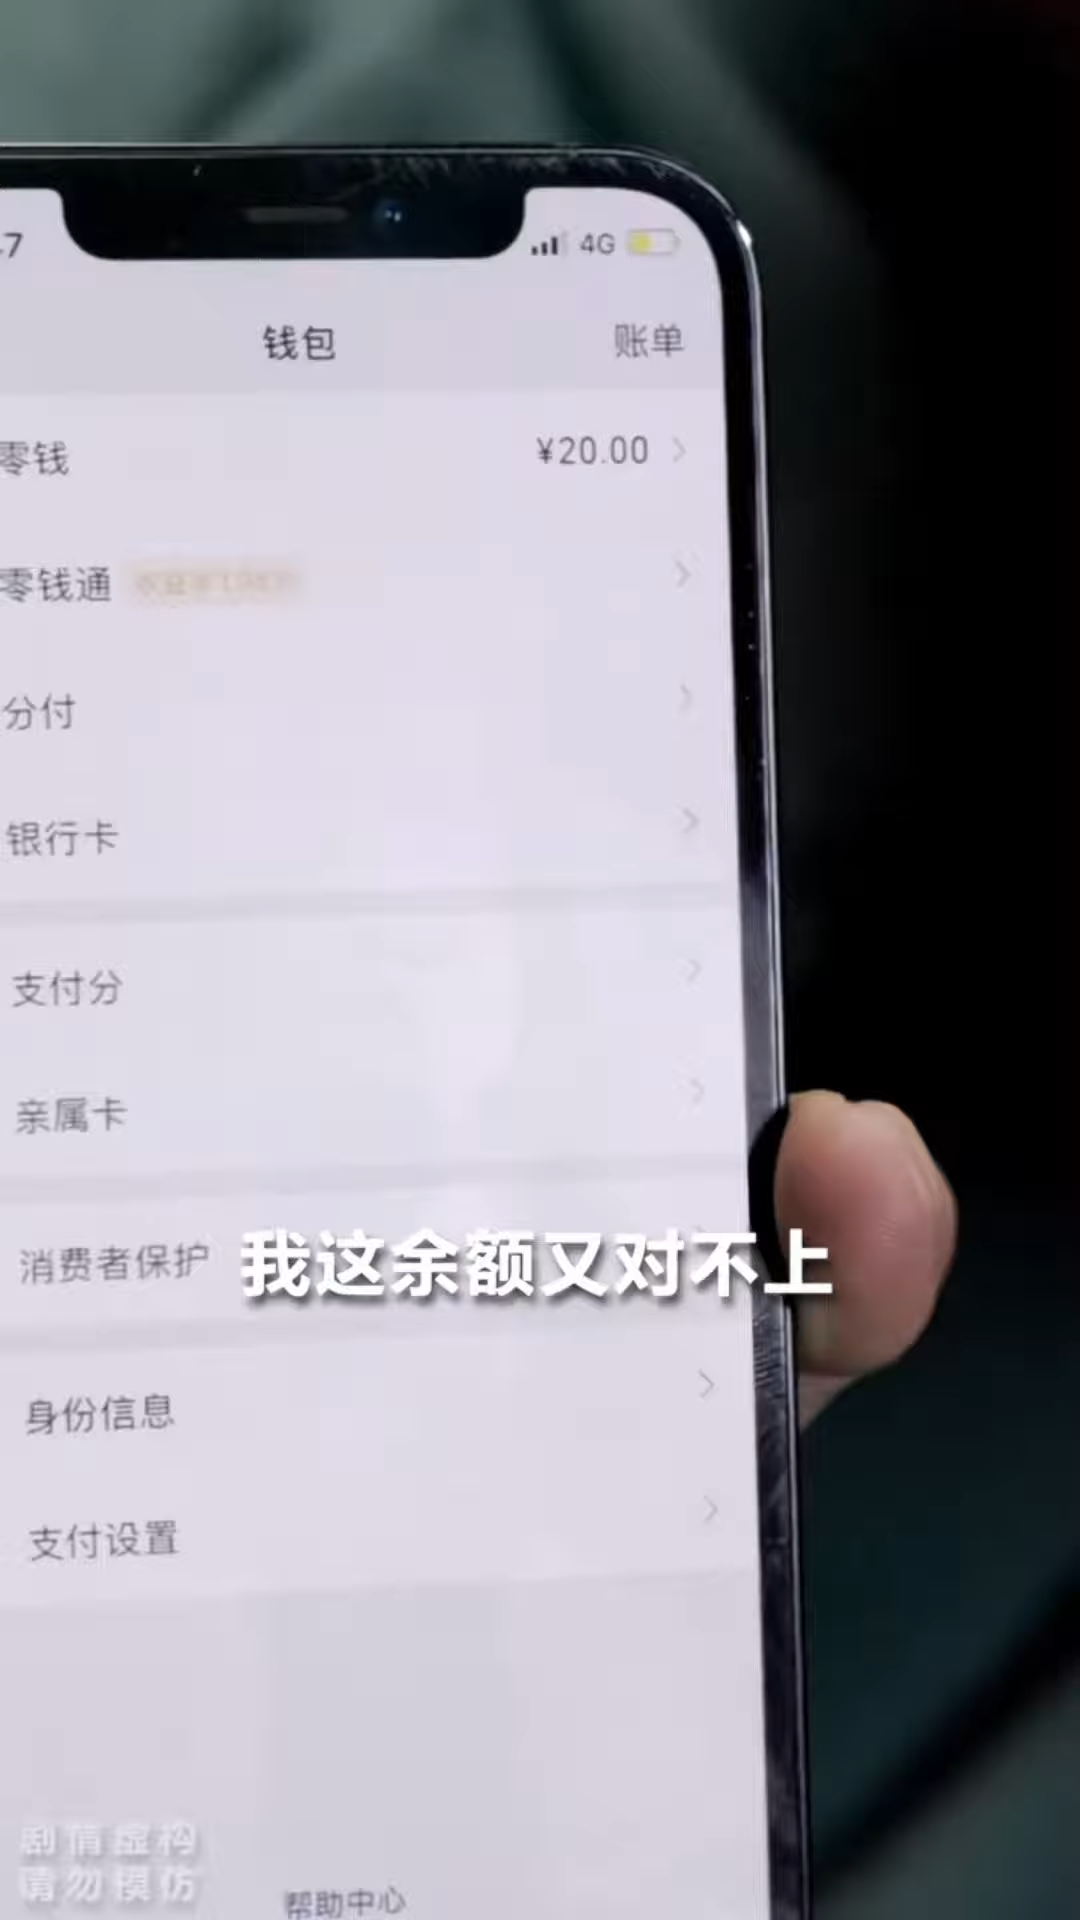 4G
钱包 账单
零钱 ¥20.00
零钱通
分付
银行卡
支付分
亲属卡
消费者保护
我这余额又对不上
身份信息
支付设置
剧情虚构
请勿模仿
帮助中心